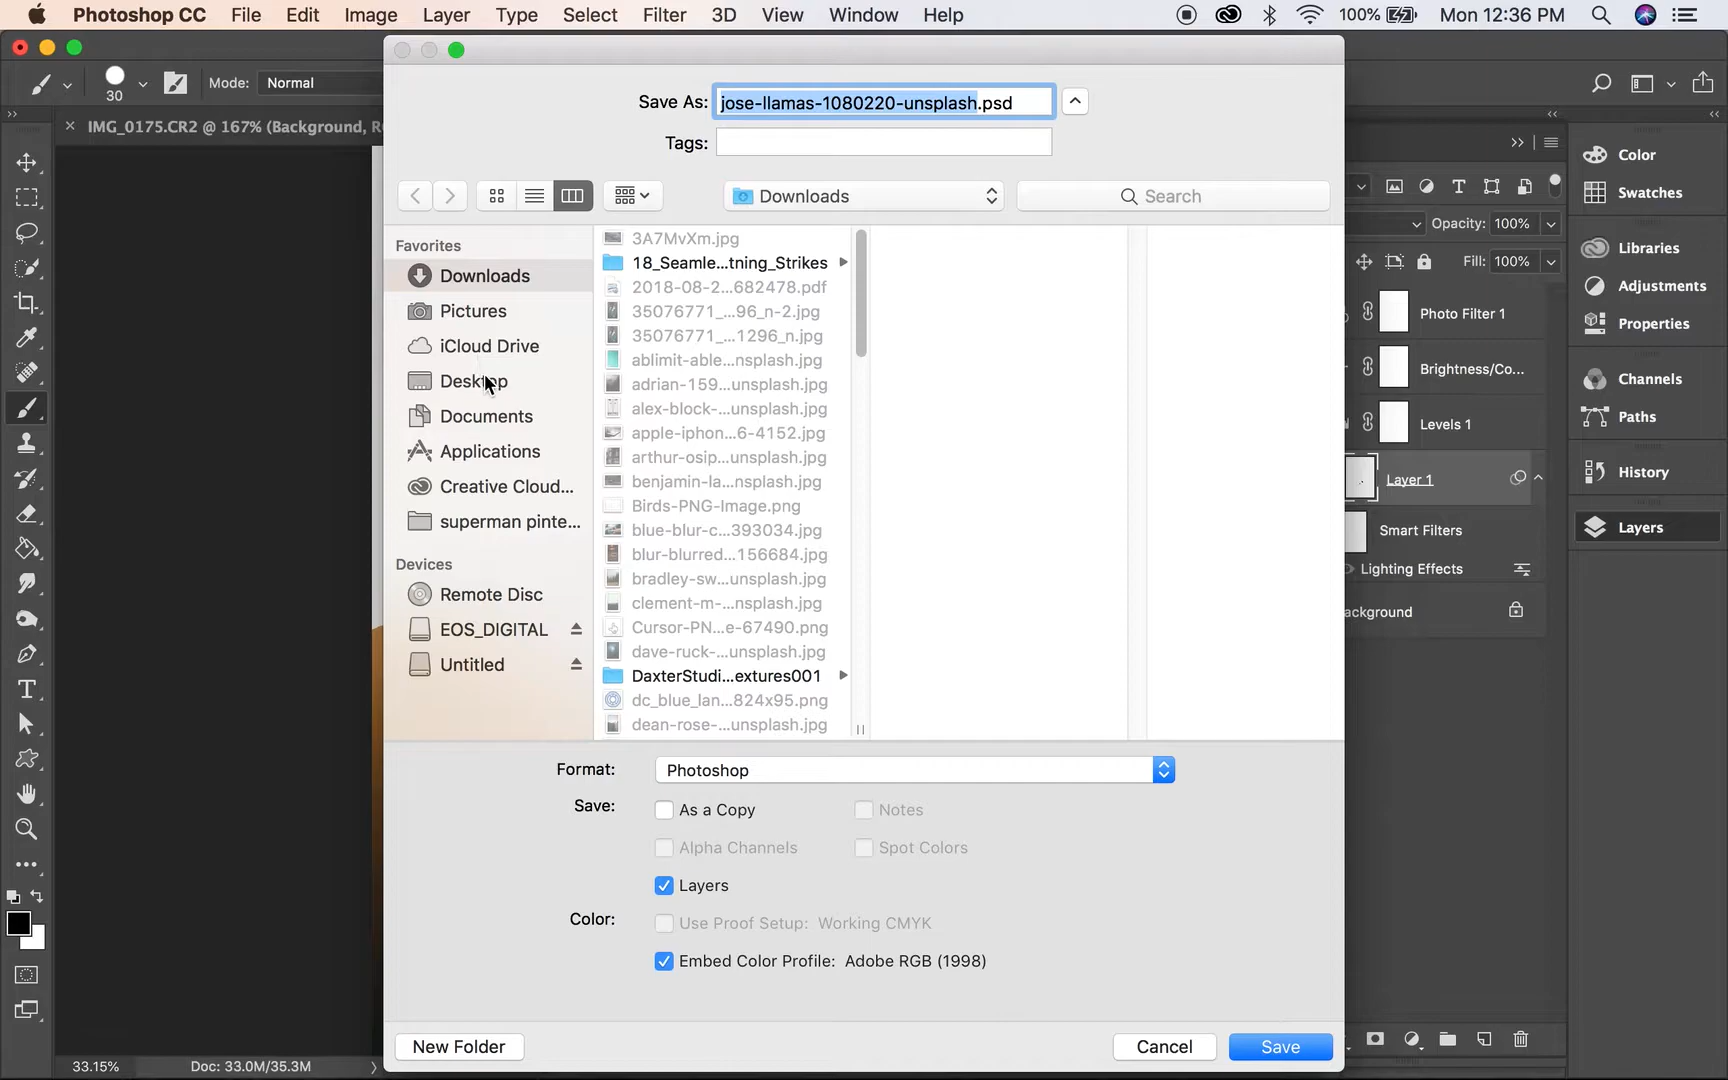 Photoshop CC File Edit Image Layer Type Select Filter 3D View Window Help 100% Mon 12:36 PM
30 Mode: Normal
× IMG_0175.CR2 @ 167% (Background, R
Save As: jose-llamas-1080220-unsplash.psd
Tags:
Downloads Search
Favorites
Downloads
Pictures
iCloud Drive
Desktop
Documents
Applications
Creative Cloud...
superman pinte...
Devices
Remote Disc
EOS_DIGITAL
Untitled
3A7MvXm.jpg
18_Seamle...tning_Strikes
2018-08-2...682478.pdf
35076771_...96_n-2.jpg
35076771_...1296_n.jpg
ablimit-able...nsplash.jpg
adrian-159...unsplash.jpg
alex-block-...unsplash.jpg
apple-iphon...6-4152.jpg
arthur-osip...unsplash.jpg
benjamin-la...nsplash.jpg
Birds-PNG-Image.png
blue-blur-c...393034.jpg
blur-blurred...156684.jpg
bradley-sw...unsplash.jpg
clement-m-...nsplash.jpg
Cursor-PN...e-67490.png
dave-ruck-...unsplash.jpg
DaxterStudi...extures001
dc_blue_lan...824x95.png
dean-rose-...unsplash.jpg
Format: Photoshop
Save: As a Copy Notes
Alpha Channels Spot Colors
Layers
Color: Use Proof Setup: Working CMYK
Embed Color Profile: Adobe RGB (1998)
New Folder Cancel Save
Opacity: 100%
Fill: 100%
Photo Filter 1
Brightness/Co...
Levels 1
Layer 1
Smart Filters
Lighting Effects
ackground
Color
Swatches
Libraries
Adjustments
Properties
Channels
Paths
History
Layers
33.15% Doc: 33.0M/35.3M